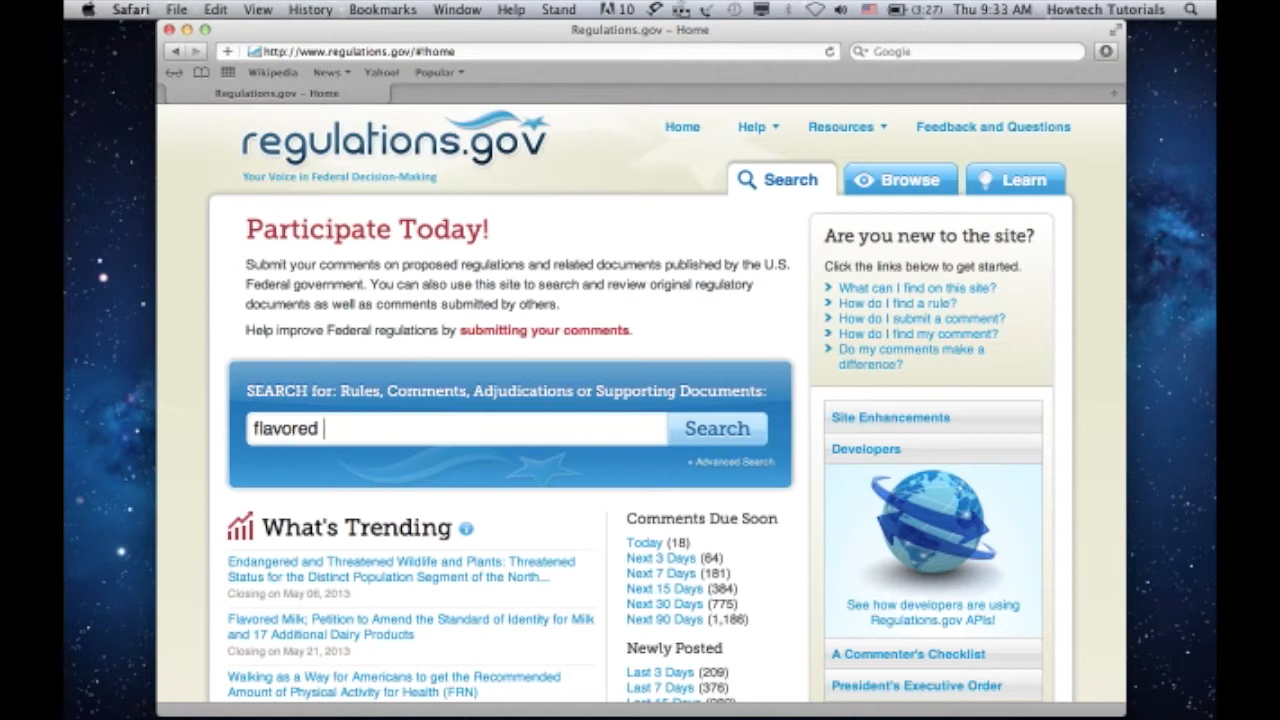 Safari File Edit View History Bookmarks Window Help Stand 10 (3:27) Thu 9:33 AM Howtech Tutorials
Regulations.gov – Home
http://www.regulations.gov/#!home
Google
Wikipedia News Yahoo! Popular
Regulations.gov – Home
regulations.gov
Your Voice in Federal Decision-Making
Home Help Resources Feedback and Questions
Search Browse Learn
Participate Today!
Submit your comments on proposed regulations and related documents published by the U.S.
Federal government. You can also use this site to search and review original regulatory
documents as well as comments submitted by others.
Help improve Federal regulations by submitting your comments.
SEARCH for: Rules, Comments, Adjudications or Supporting Documents:
flavored
Search
Advanced Search
What's Trending
Endangered and Threatened Wildlife and Plants: Threatened
Status for the Distinct Population Segment of the North...
Closing on May 06, 2013
Flavored Milk; Petition to Amend the Standard of Identity for Milk
and 17 Additional Dairy Products
Closing on May 21, 2013
Walking as a Way for Americans to get the Recommended
Amount of Physical Activity for Health (FRN)
Comments Due Soon
Today (18)
Next 3 Days (64)
Next 7 Days (181)
Next 15 Days (384)
Next 30 Days (775)
Next 90 Days (1,186)
Newly Posted
Last 3 Days (209)
Last 7 Days (376)
Are you new to the site?
Click the links below to get started.
What can I find on this site?
How do I find a rule?
How do I submit a comment?
How do I find my comment?
Do my comments make a
difference?
Site Enhancements
Developers
See how developers are using
Regulations.gov APIs!
A Commenter's Checklist
President's Executive Order